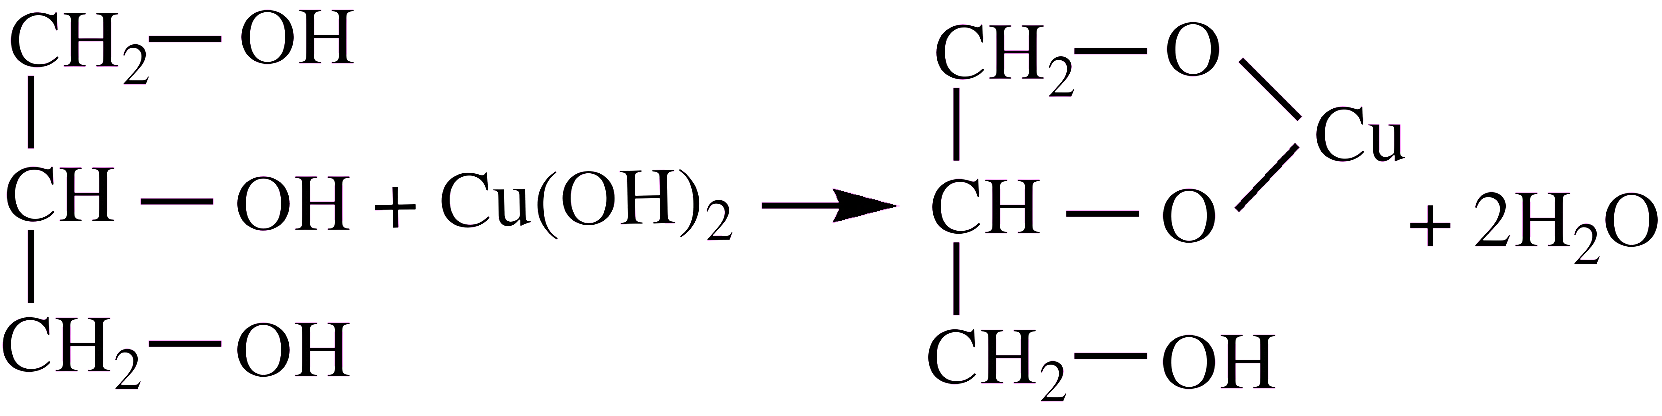 CH₂—OH CH₂—O
Cu
CH—OH + Cu(OH)₂ → CH—O + 2H₂O
CH₂—OH CH₂—OH